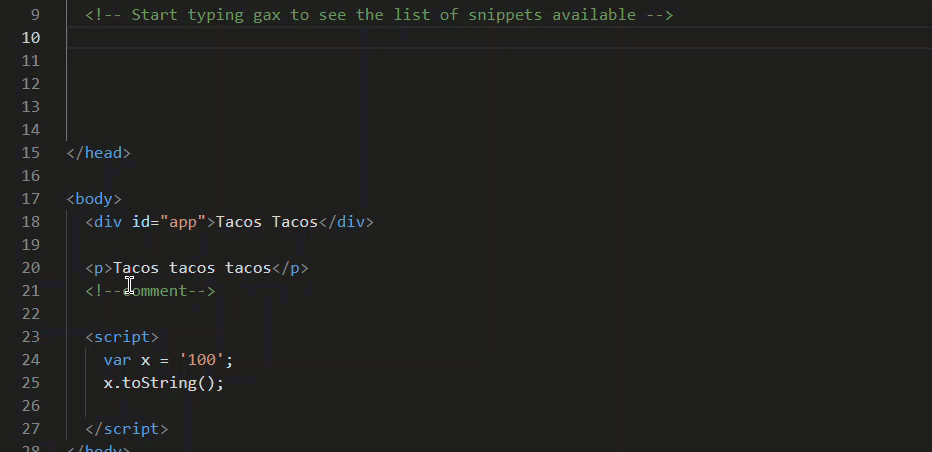 9 <!-- Start typing gax to see the list of snippets available -->
10
11
12
13
14
15 </head>
16
17 <body>
18 <div id="app">Tacos Tacos</div>
19
20 <p>Tacos tacos tacos</p>
21 <!--comment-->
22
23 <script>
24 var x = '100';
25 x.toString();
26
27 </script>
28 </body>